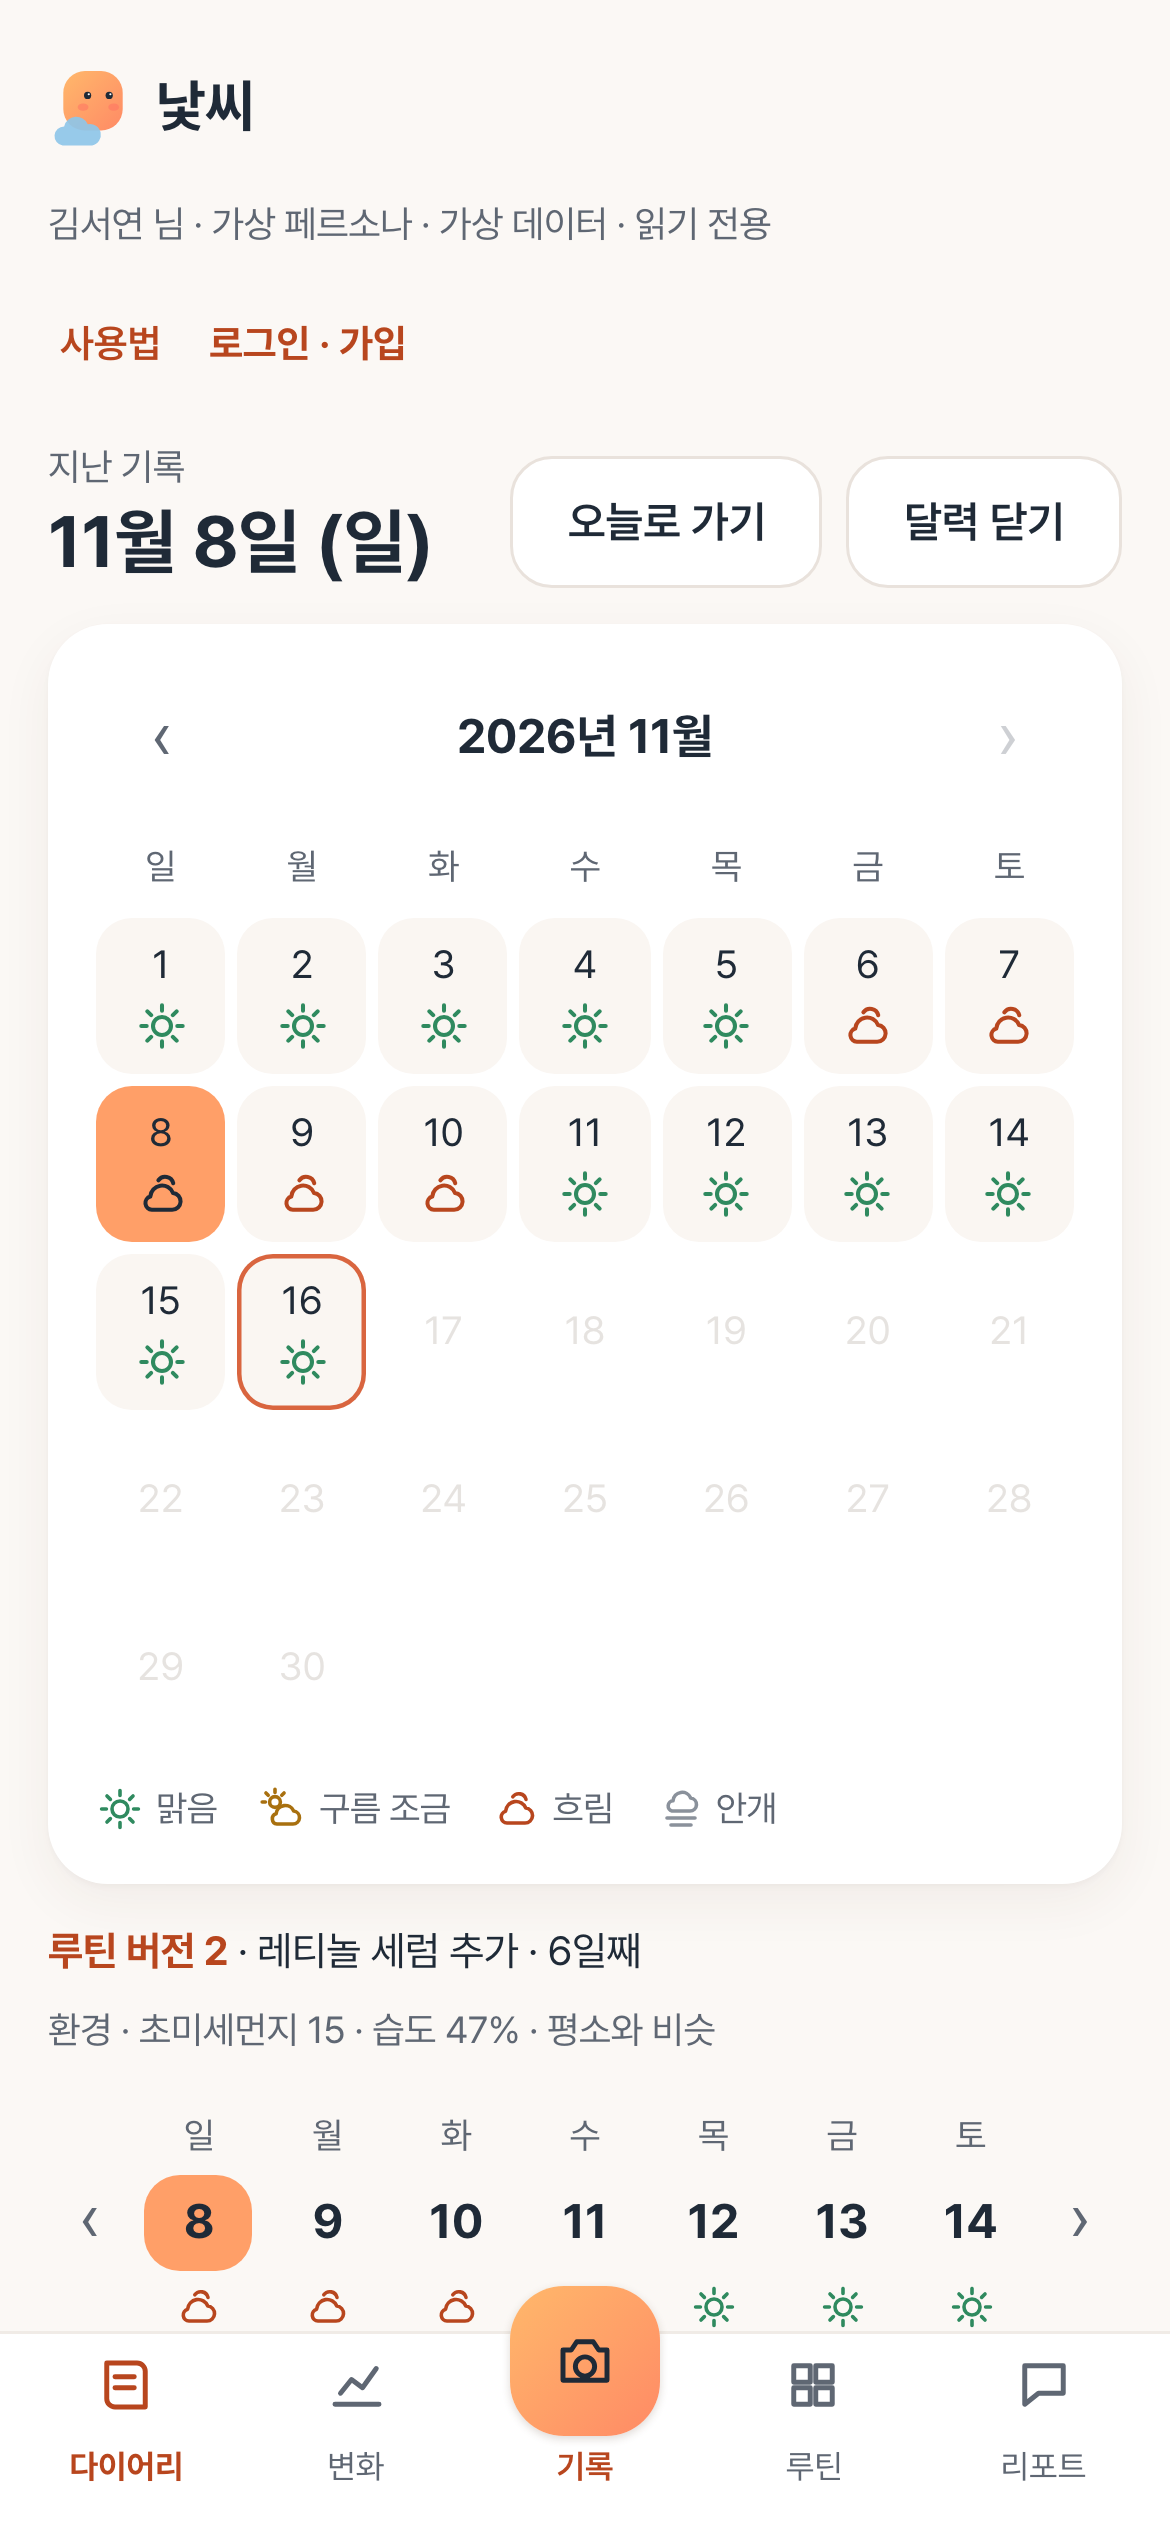 낯씨
김서연 님 · 가상 페르소나 · 가상 데이터 · 읽기 전용
사용법 로그인 · 가입
지난 기록
11월 8일 (일)
오늘로 가기 달력 닫기
‹ 2026년 11월 ›
일 월 화 수 목 금 토
1 2 3 4 5 6 7
8 9 10 11 12 13 14
15 16 17 18 19 20 21
22 23 24 25 26 27 28
29 30
맑음 구름 조금 흐림 안개
루틴 버전 2 · 레티놀 세럼 추가 · 6일째
환경 · 초미세먼지 15 · 습도 47% · 평소와 비슷
일 월 화 수 목 금 토
‹ 8 9 10 11 12 13 14 ›
다이어리 변화 기록 루틴 리포트